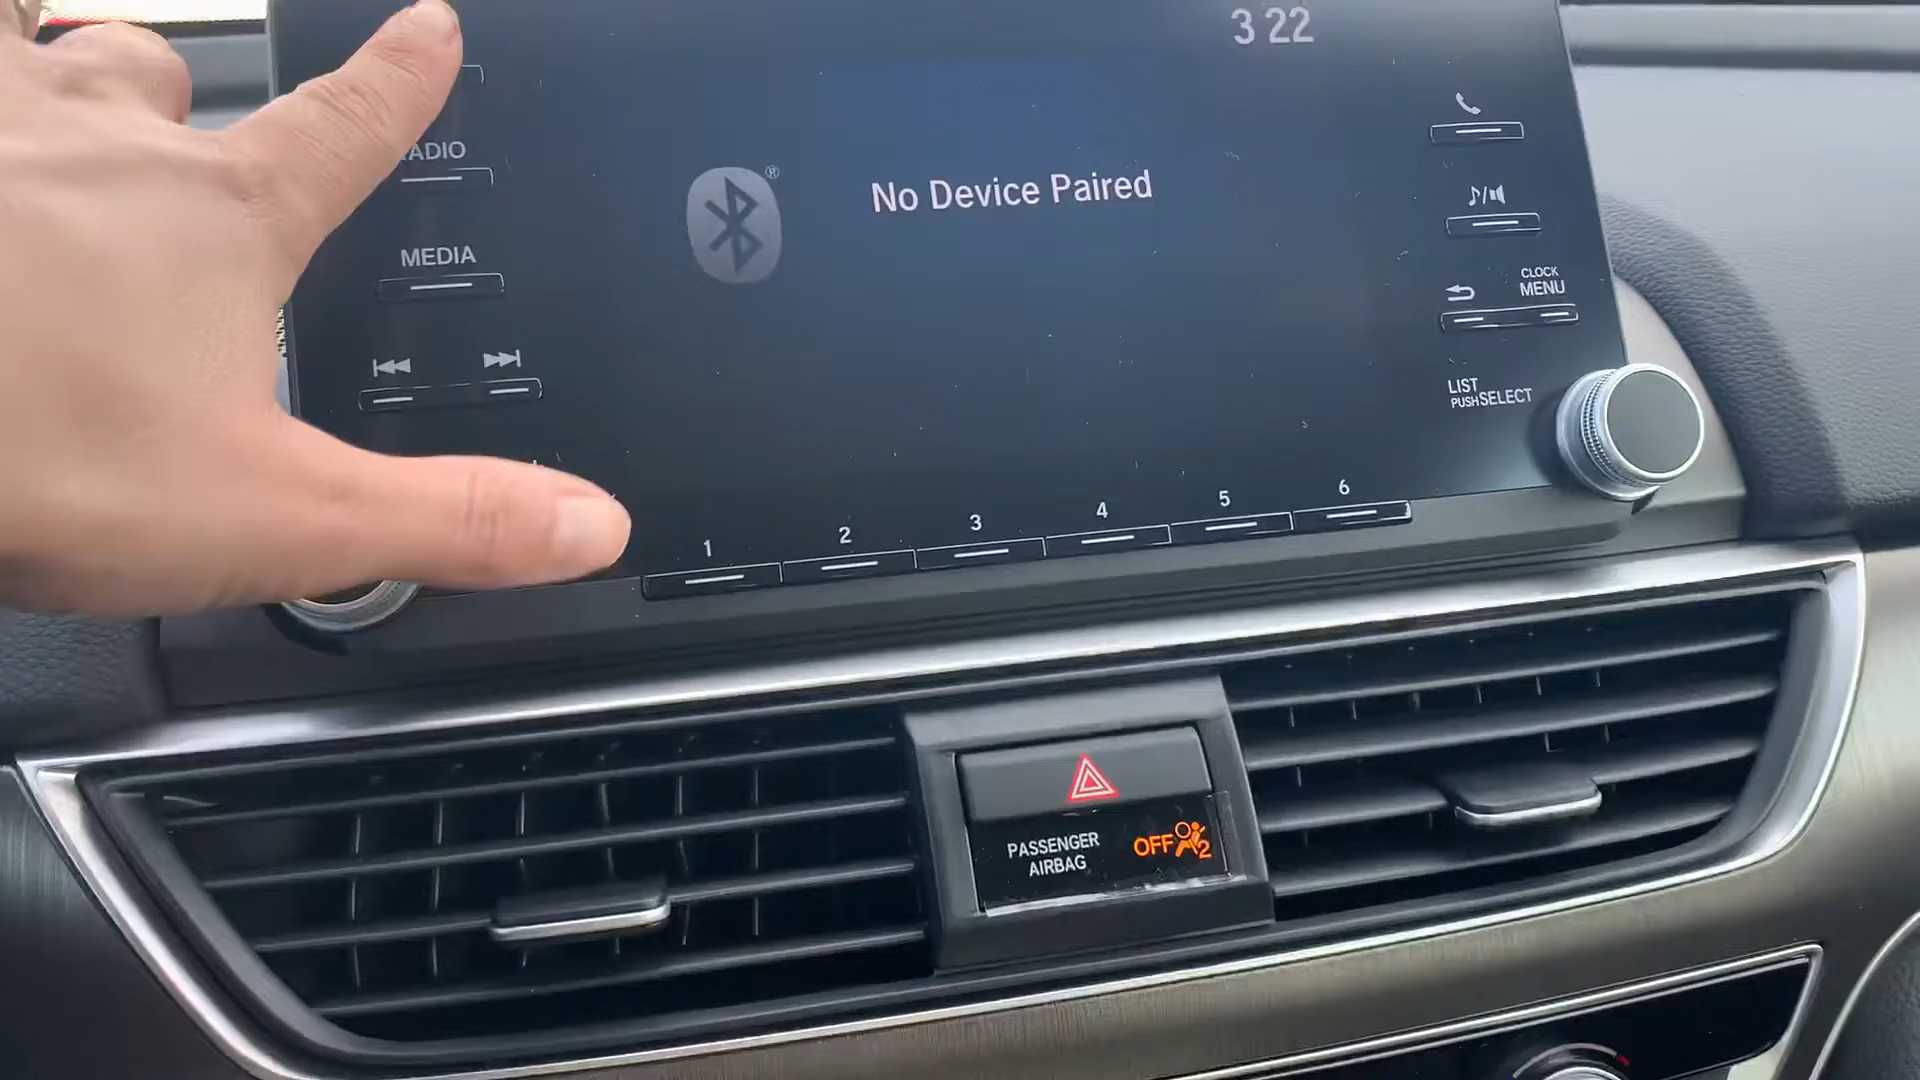 3 22
ADIO
®
No Device Paired
MEDIA
CLOCK
MENU
LIST
PUSH SELECT
1 2 3 4 5 6
PASSENGER
AIRBAG
OFF 2